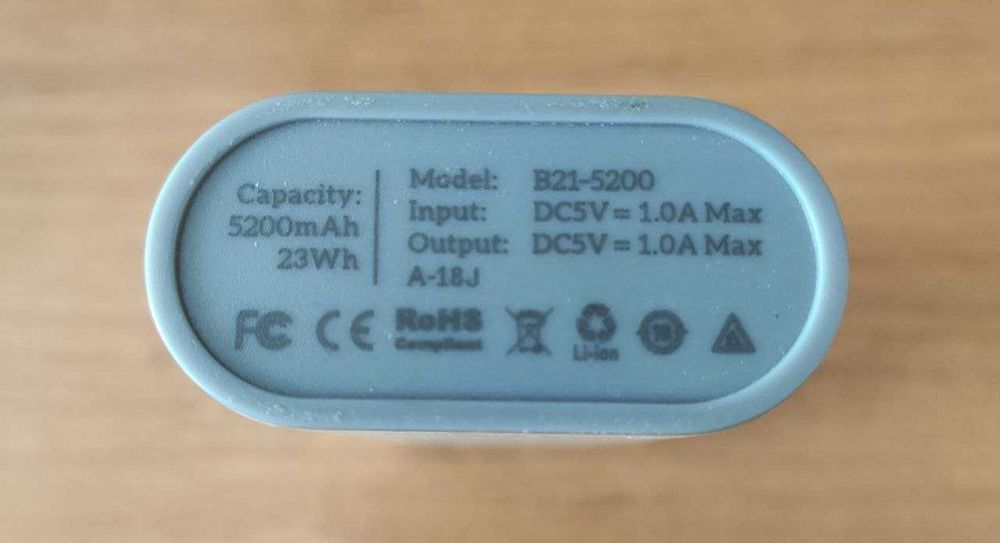 Capacity:
5200mAh
23Wh
Model: B21-5200
Input: DC5V = 1.0A Max
Output: DC5V = 1.0A Max
A-18J
FC CE RoHS
Compliant
Li-ion